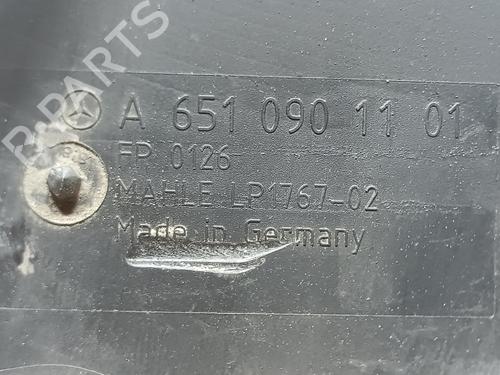 B-PARTS
A 651 090 11 01
FP 0126
MAHLE LP1767-02
Made in Germany